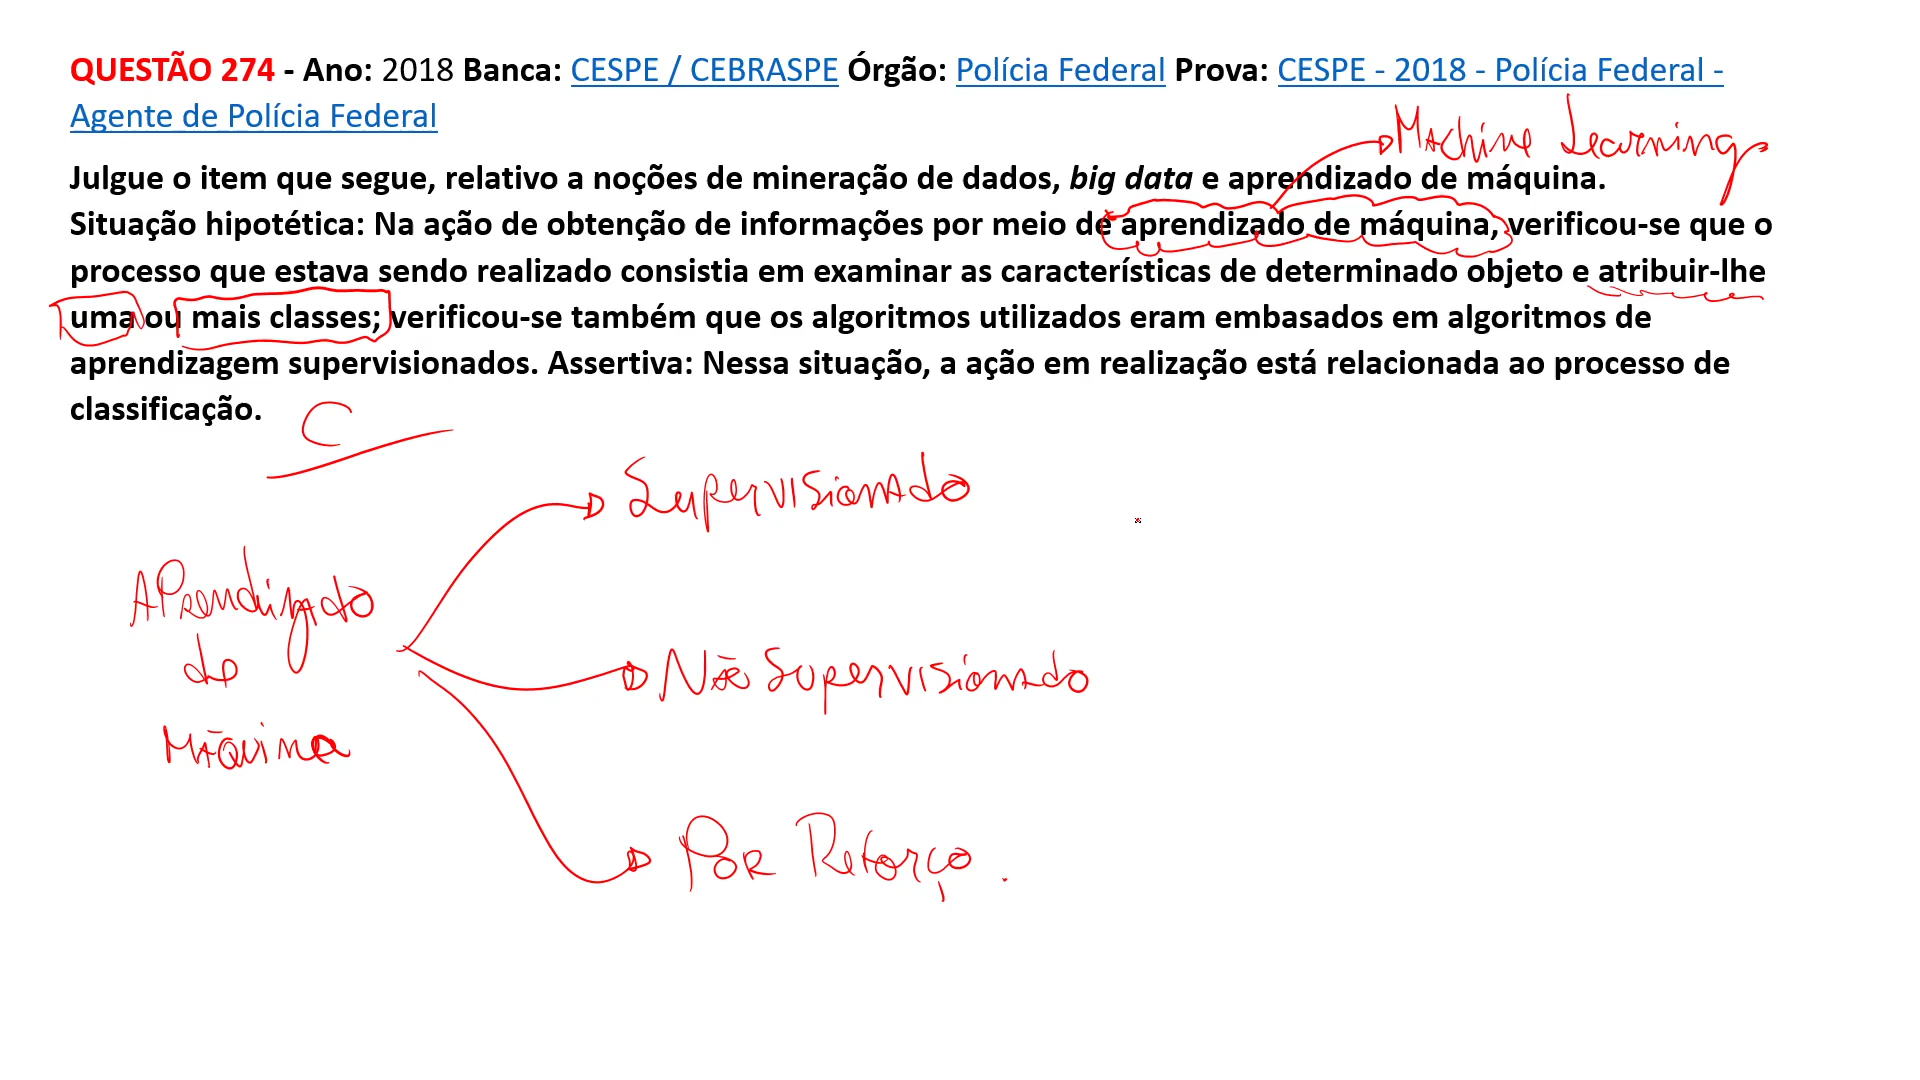 QUESTÃO 274 - Ano: 2018 Banca: CESPE / CEBRASPE Órgão: Polícia Federal Prova: CESPE - 2018 - Polícia Federal -
Agente de Polícia Federal
Machine Learning
Julgue o item que segue, relativo a noções de mineração de dados, big data e aprendizado de máquina.
Situação hipotética: Na ação de obtenção de informações por meio de aprendizado de máquina, verificou-se que o
processo que estava sendo realizado consistia em examinar as características de determinado objeto e atribuir-lhe
uma ou mais classes; verificou-se também que os algoritmos utilizados eram embasados em algoritmos de
aprendizagem supervisionados. Assertiva: Nessa situação, a ação em realização está relacionada ao processo de
classificação.
C
Supervisionado
Aprendizado
de
Máquina
Não Supervisionado
Por Reforço.